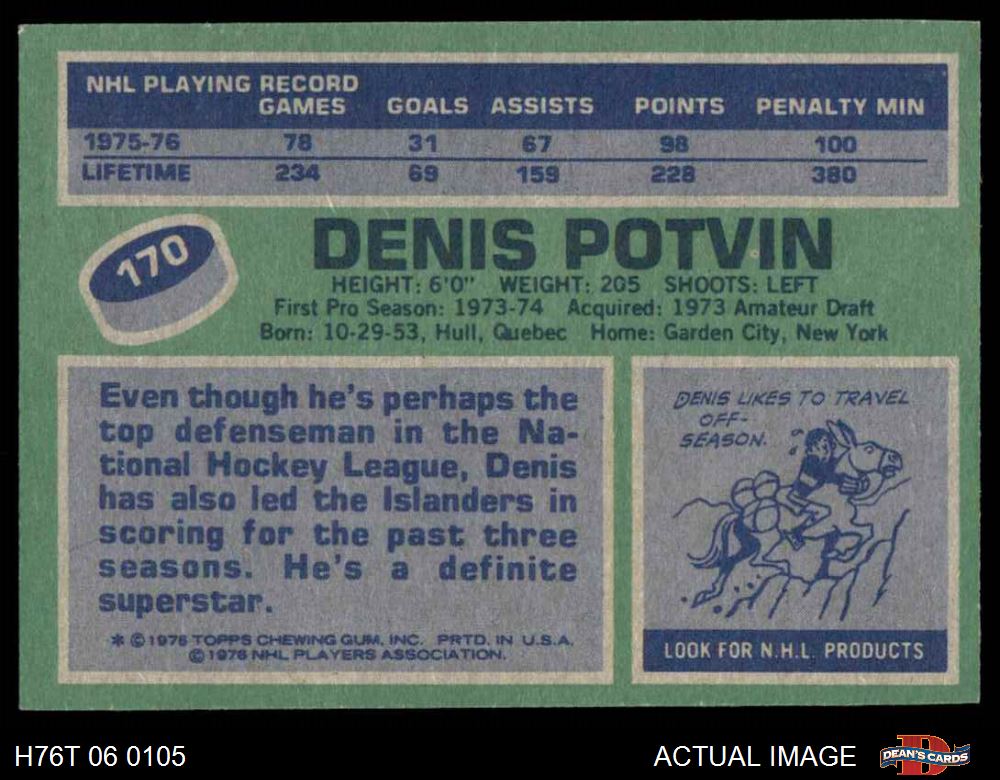 NHL PLAYING RECORD
GAMES GOALS ASSISTS POINTS PENALTY MIN
1975-76 78 31 67 98 100
LIFETIME 234 69 159 228 380
170
DENIS POTVIN
HEIGHT: 6'0" WEIGHT: 205 SHOOTS: LEFT
First Pro Season: 1973-74 Acquired: 1973 Amateur Draft
Born: 10-29-53, Hull, Quebec Home: Garden City, New York
Even though he's perhaps the
top defenseman in the Na-
tional Hockey League, Denis
has also led the Islanders in
scoring for the past three
seasons. He's a definite
superstar.
* © 1976 TOPPS CHEWING GUM, INC. PRTD. IN U.S.A.
© 1976 NHL PLAYERS ASSOCIATION.
DENIS LIKES TO TRAVEL
OFF-
SEASON.
LOOK FOR N.H.L. PRODUCTS
H76T 06 0105
ACTUAL IMAGE
DEAN'S CARDS